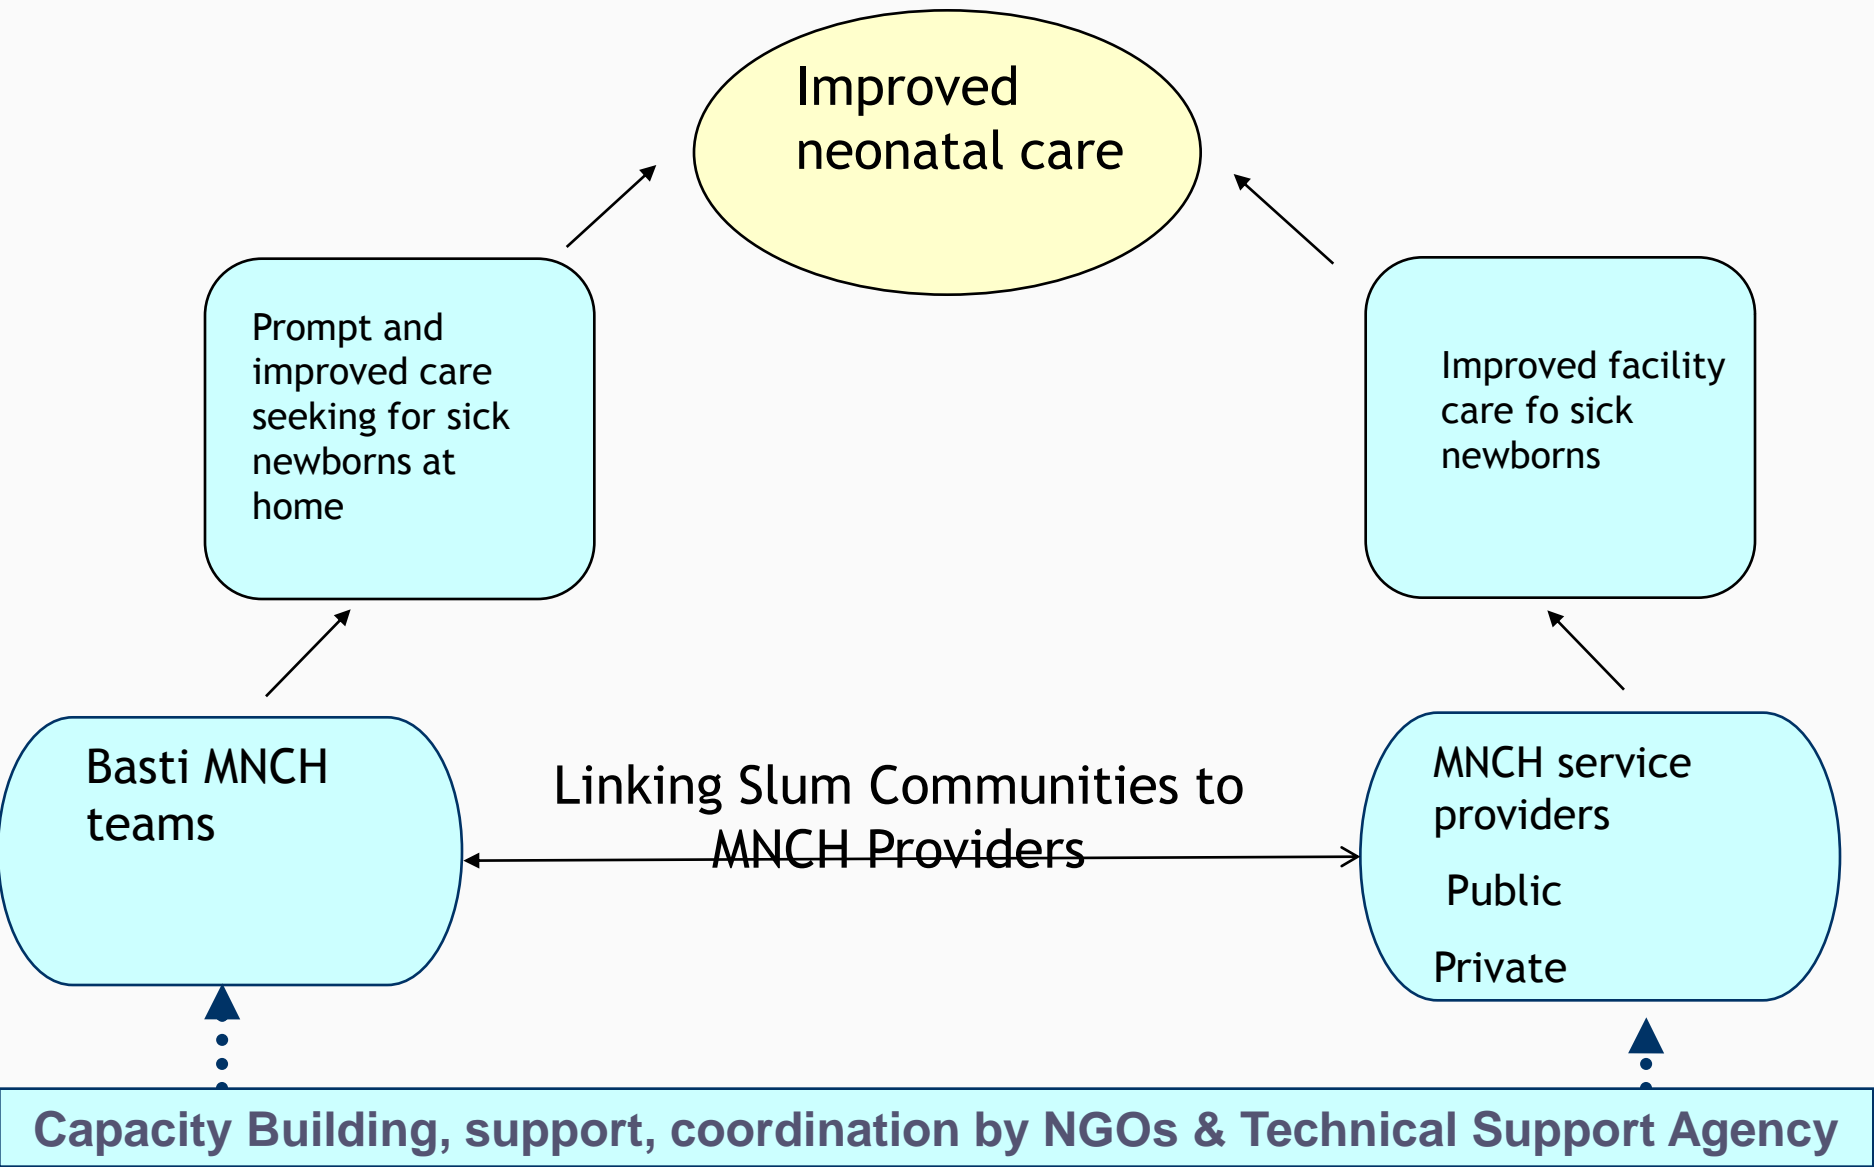 Improved
neonatal care
Prompt and
improved care
seeking for sick
newborns at
home
Improved facility
care fo sick
newborns
Basti MNCH
teams
Linking Slum Communities to
MNCH Providers
MNCH service
providers
Public
Private
Capacity Building, support, coordination by NGOs & Technical Support Agency